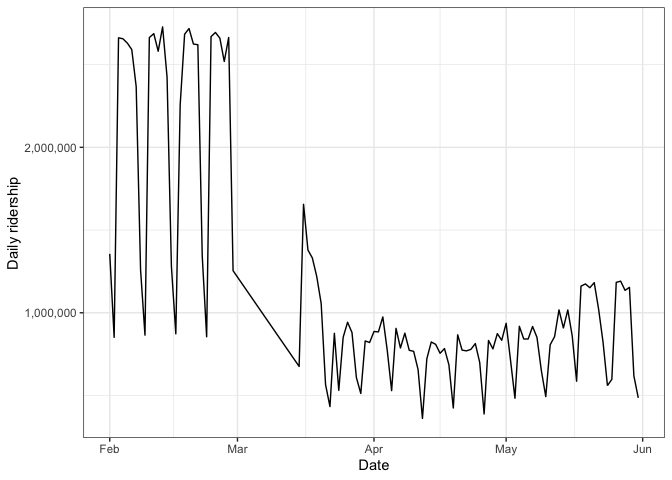 2,000,000
Daily ridership
1,000,000
Feb Mar Apr May Jun
Date